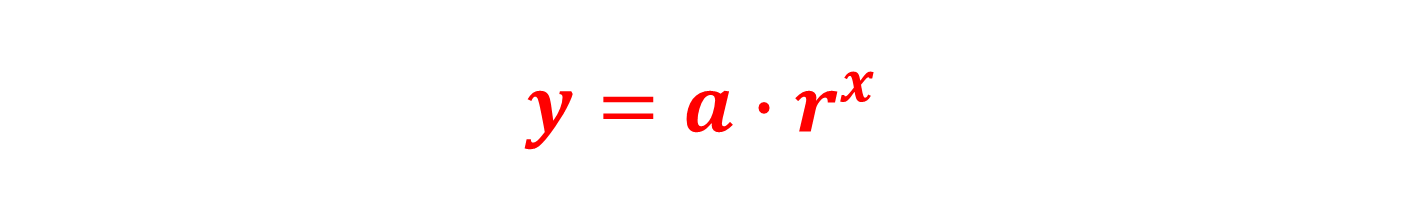 y = a · r^x